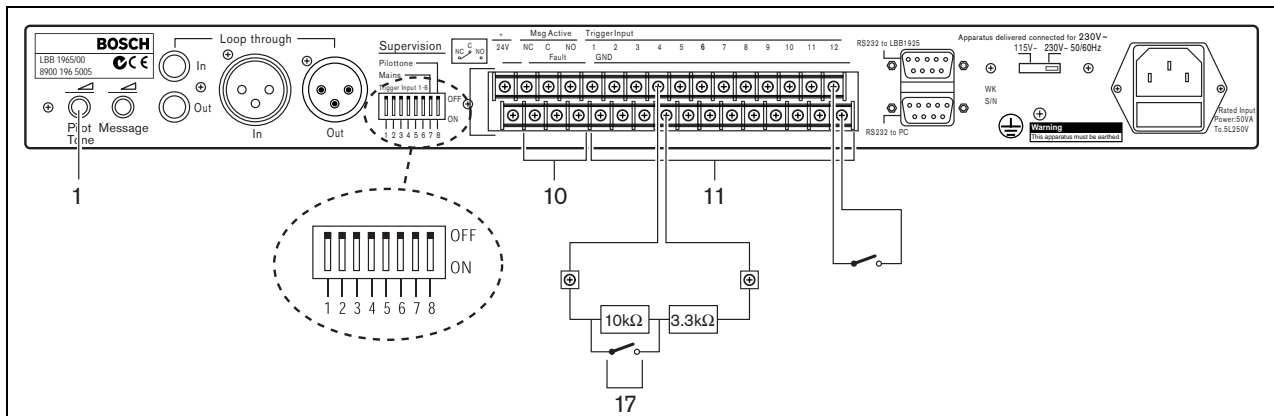 BOSCH
LBB 1965/00
8900 196 5005
CE
Loop through
In
Out
In
Out
Pilot
Tone
Message
Supervision
Pilottone
Mains
Trigger Input 1-6
OFF
ON
1 2 3 4 5 6 7 8
C
NC NO
+
24V
Msg Active
NC C NO
Fault
TriggerInput
1 2 3 4 5 6 7 8 9 10 11 12
GND
RS232 to LBB1925
RS232 to PC
Apparatus delivered connected for 230V~
115V~ 230V~ 50/60Hz
WK
S/N
Warning
This apparatus must be earthed
Rated Input
Power:50VA
To.5L250V
1
10
11
OFF
ON
1 2 3 4 5 6 7 8
10kΩ
3.3kΩ
17